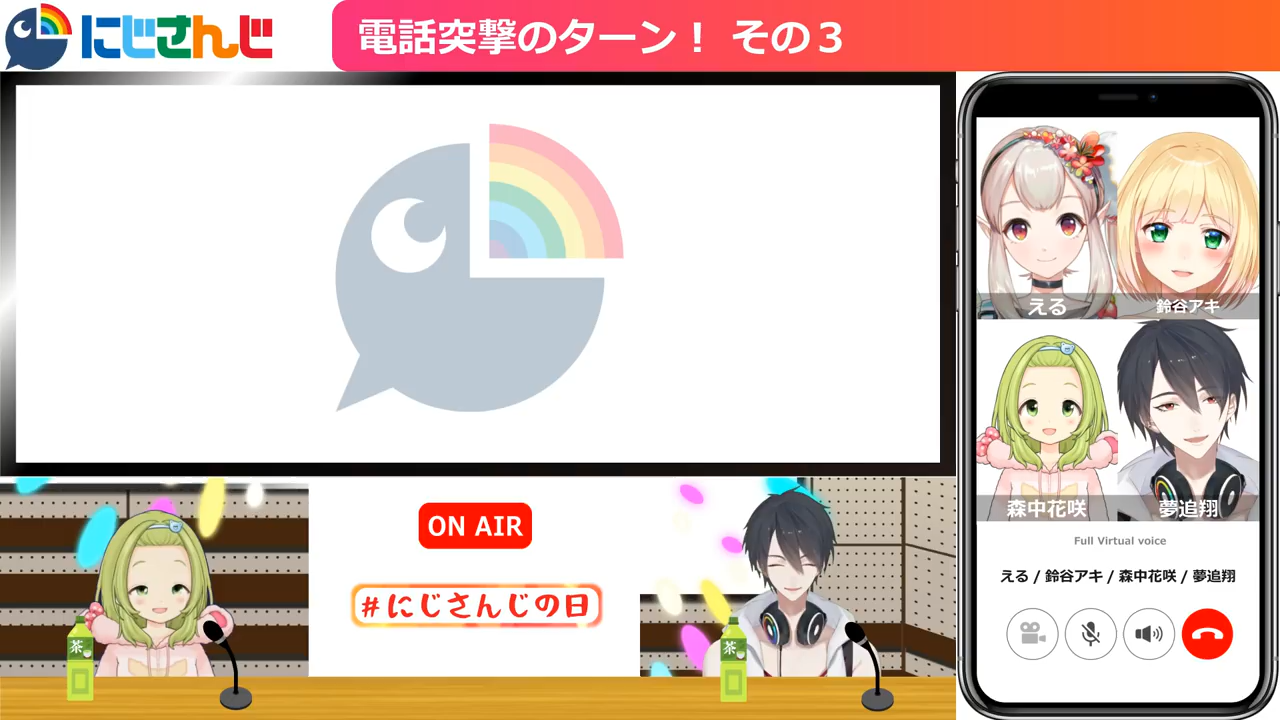 にじさんじ
電話突撃のターン！ その３
える
鈴谷アキ
森中花咲
夢追翔
Full Virtual voice
える / 鈴谷アキ / 森中花咲 / 夢追翔
ON AIR
#にじさんじの日
茶
茶